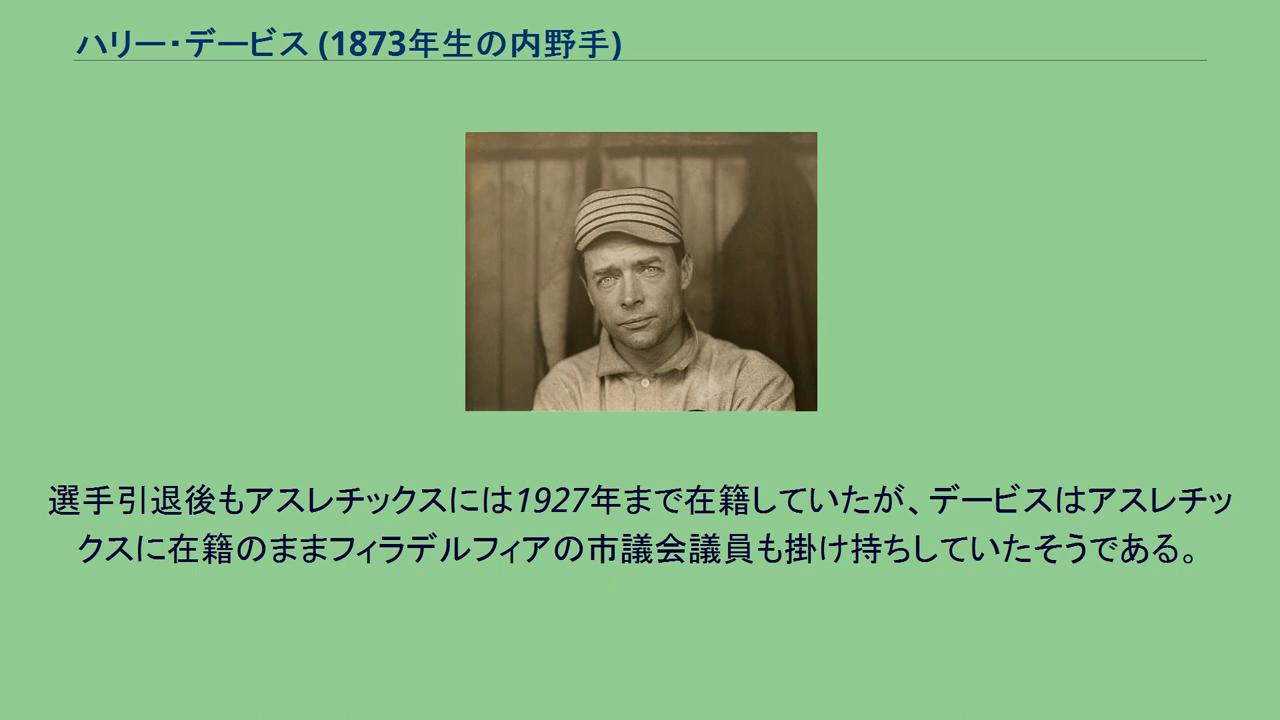 ハリー・デービス (1873年生の内野手)
選手引退後もアスレチックスには1927年まで在籍していたが、デービスはアスレチッ
クスに在籍のままフィラデルフィアの市議会議員も掛け持ちしていたそうである。